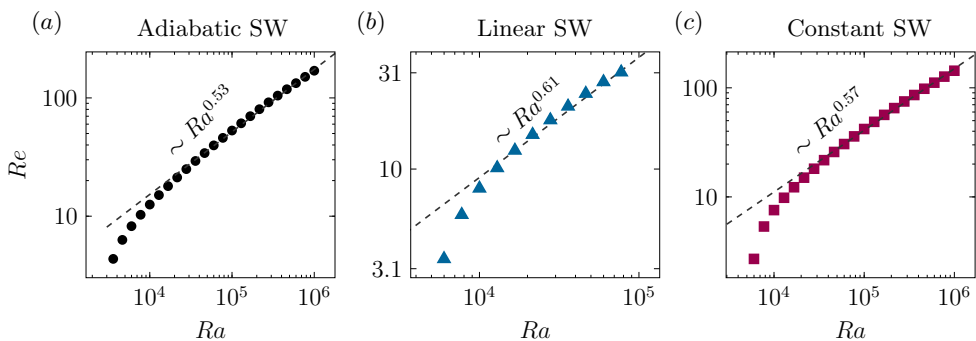 (a) Adiabatic SW
Re
100
10
~ Ra^0.53
10^4 10^5 10^6
Ra
(b) Linear SW
31
10
3.1
~ Ra^0.61
10^4 10^5
Ra
(c) Constant SW
100
10
~ Ra^0.57
10^4 10^5 10^6
Ra